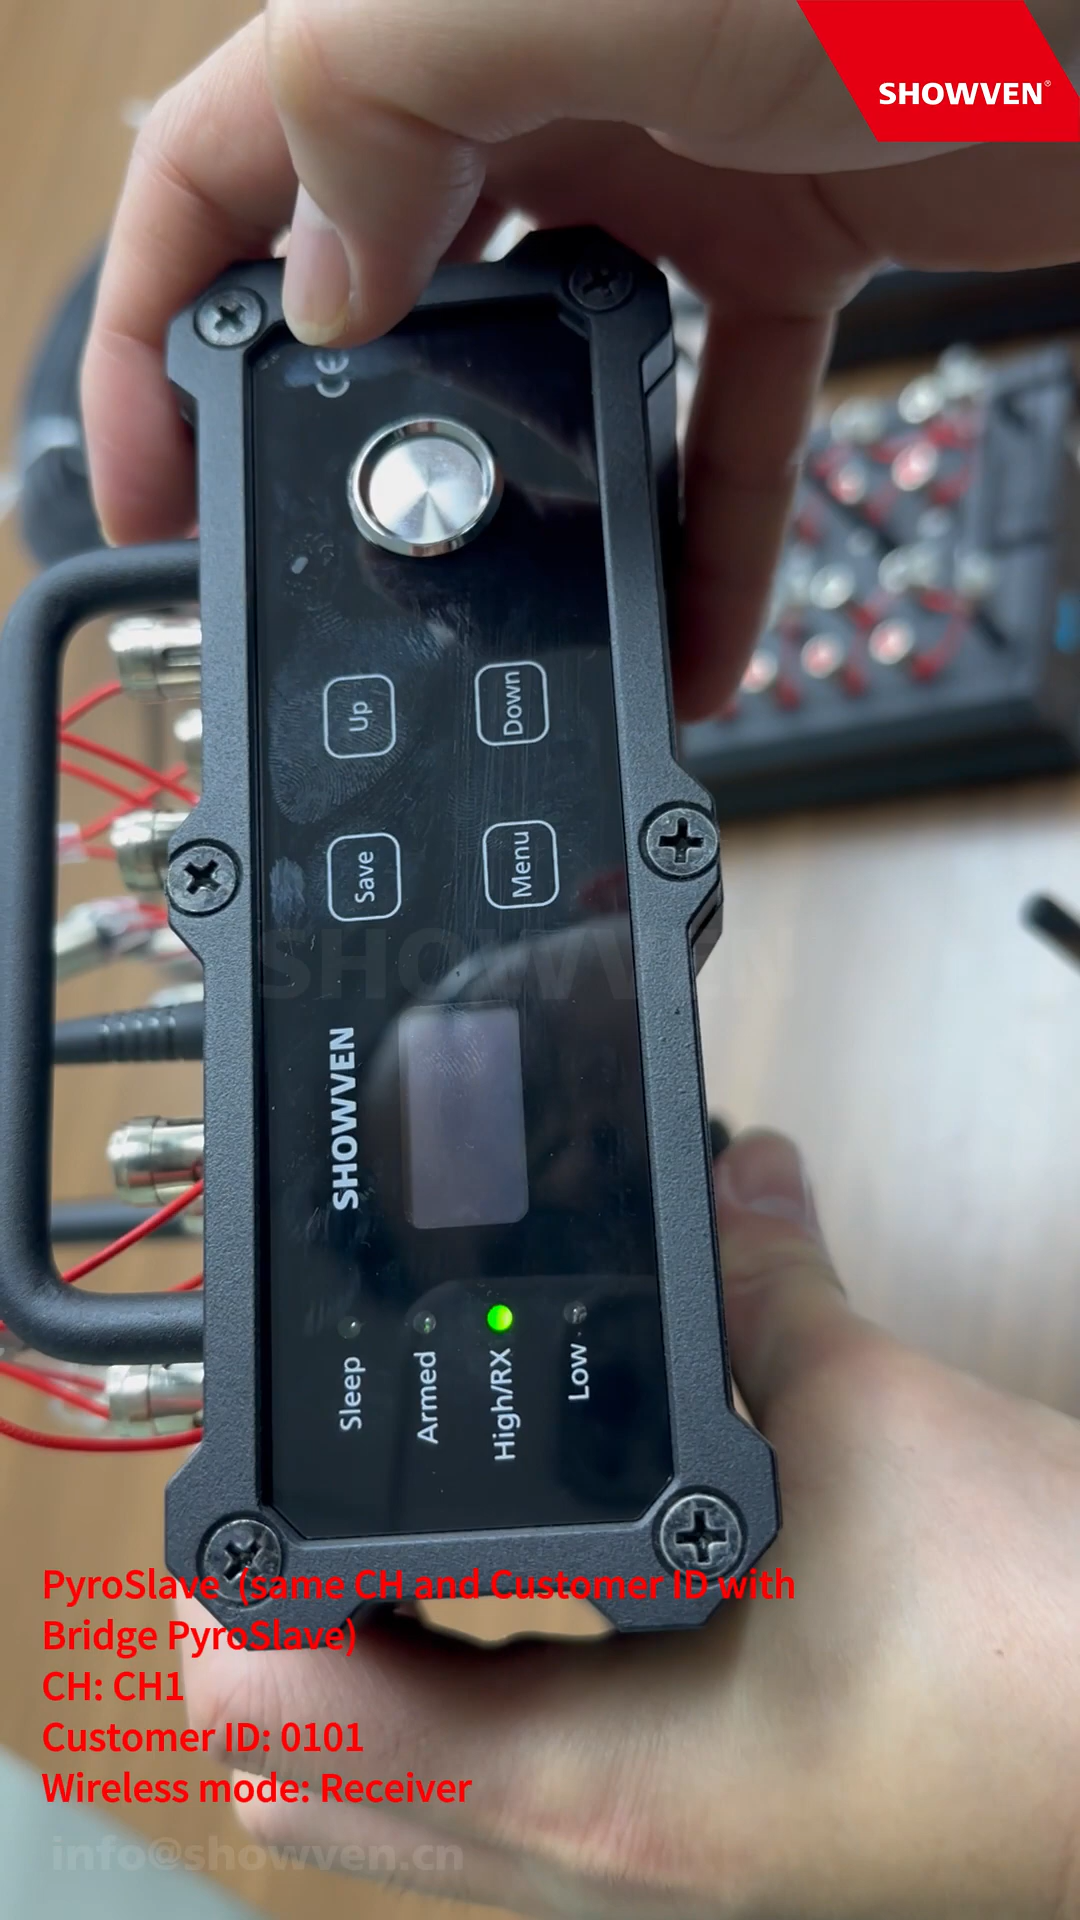 SHOWVEN®
CE
Up
Down
Save
Menu
SHOWVEN
SHOWVEN
Sleep
Armed
High/RX
Low
PyroSlave (same CH and Customer ID with
Bridge PyroSlave)
CH: CH1
Customer ID: 0101
Wireless mode: Receiver
info@showven.cn